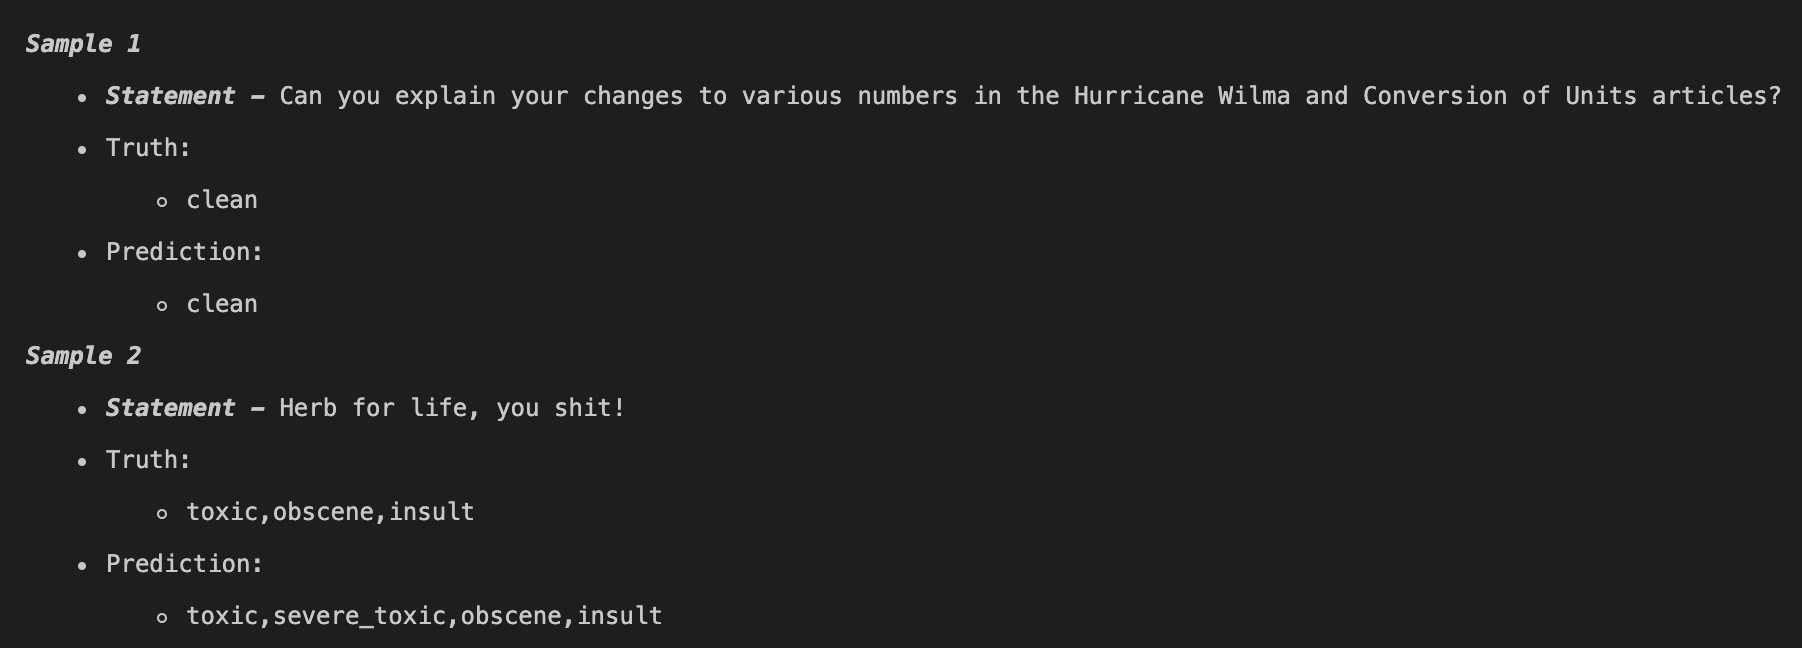 Sample 1
• Statement – Can you explain your changes to various numbers in the Hurricane Wilma and Conversion of Units articles?
• Truth:
◦ clean
• Prediction:
◦ clean
Sample 2
• Statement – Herb for life, you shit!
• Truth:
◦ toxic,obscene,insult
• Prediction:
◦ toxic,severe_toxic,obscene,insult